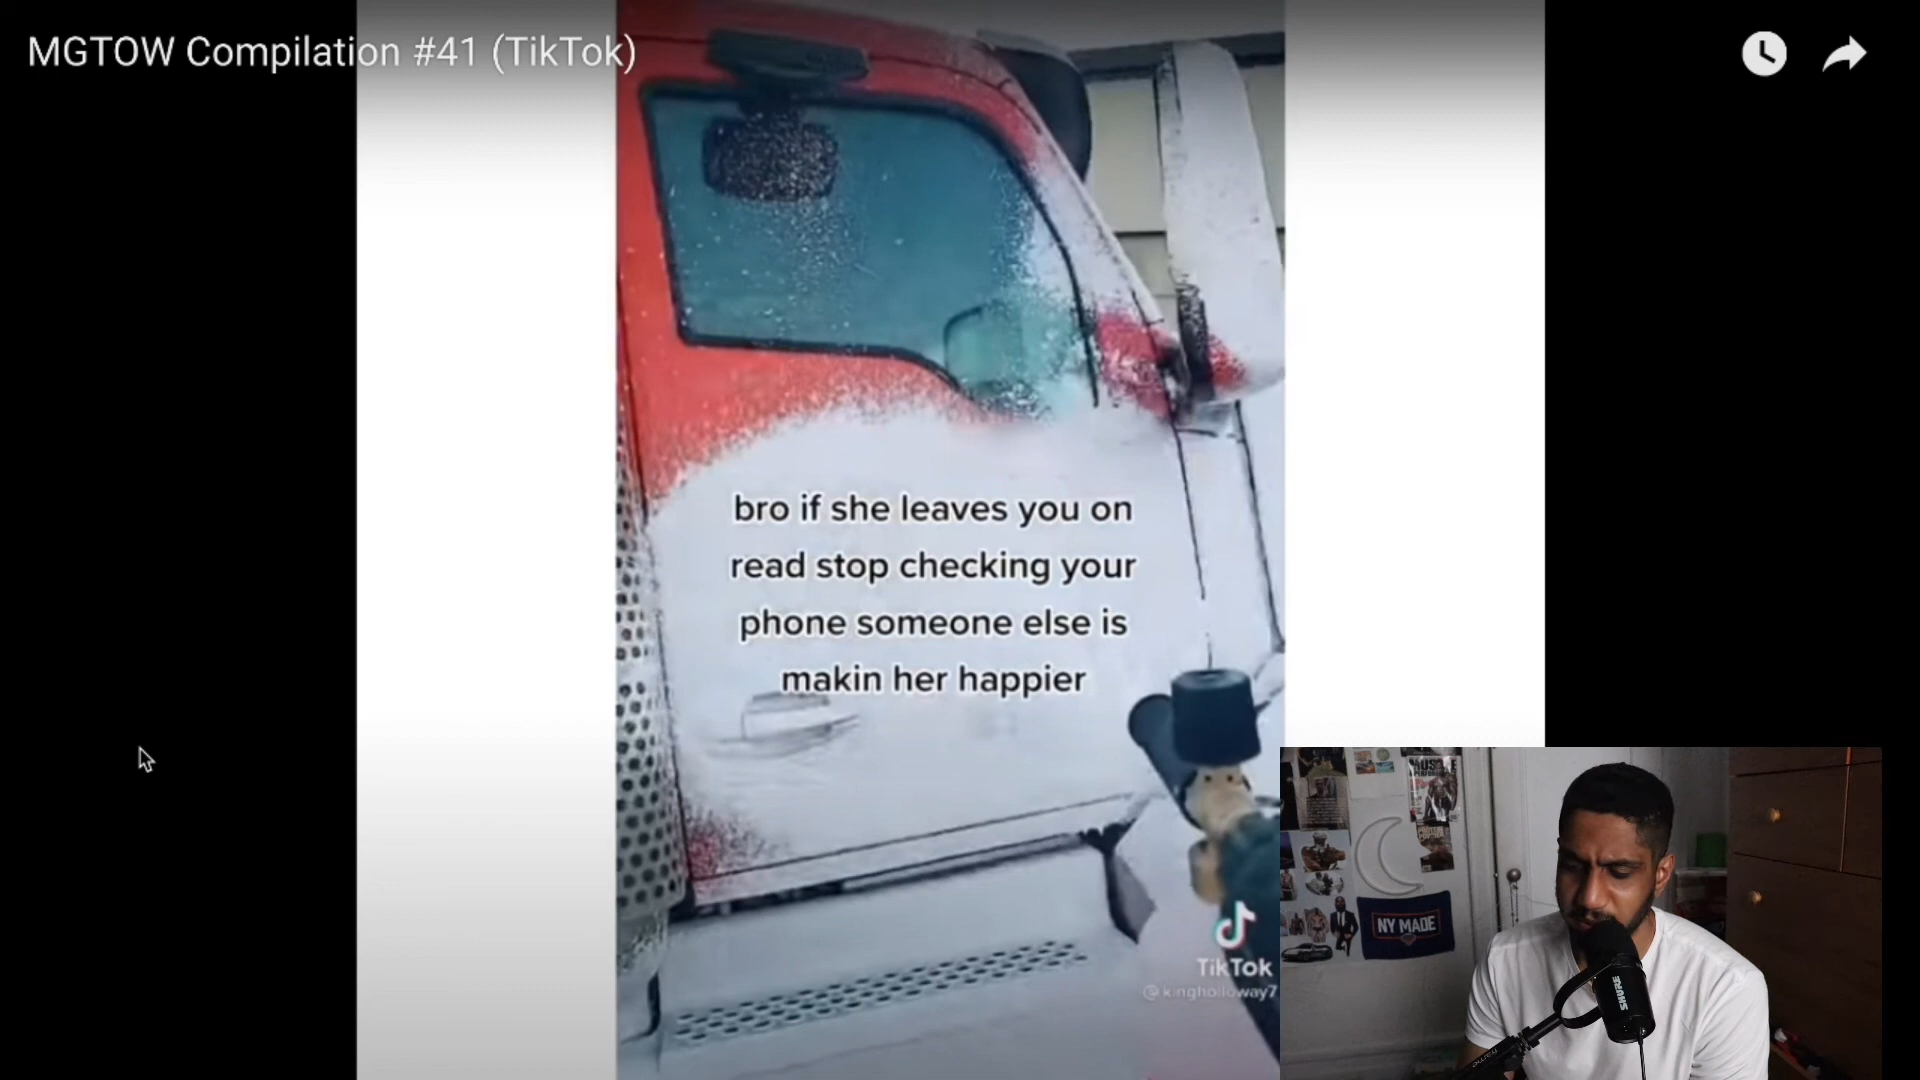 MGTOW Compilation #41 (TikTok)
bro if she leaves you on
read stop checking your
phone someone else is
makin her happier
TikTok
@kingholloway7
NY MADE
SHURE